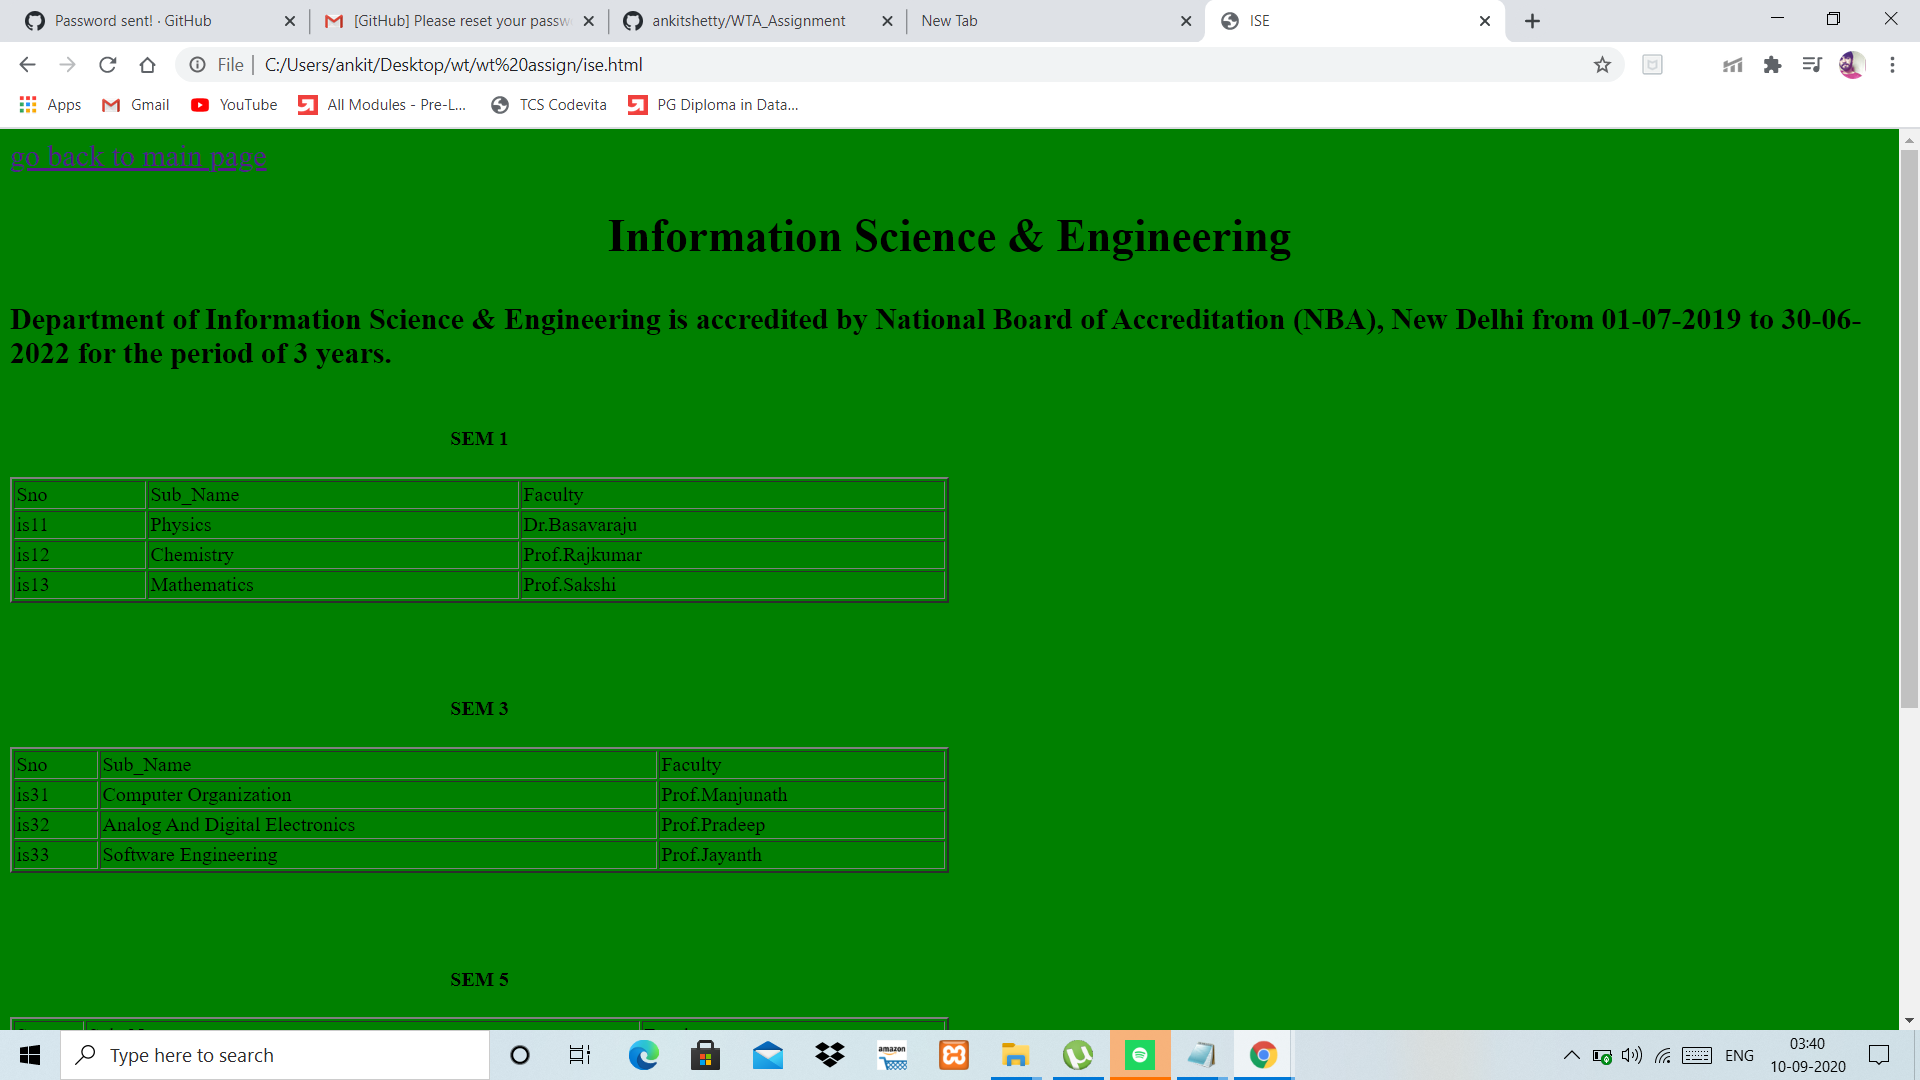 Password sent! · GitHub
[GitHub] Please reset your passw
ankitshetty/WTA_Assignment
New Tab
ISE
File
C:/Users/ankit/Desktop/wt/wt%20assign/ise.html
Apps
Gmail
YouTube
All Modules - Pre-L...
TCS Codevita
PG Diploma in Data...
go back to main page
Information Science & Engineering
Department of Information Science & Engineering is accredited by National Board of Accreditation (NBA), New Delhi from 01-07-2019 to 30-06-
2022 for the period of 3 years.
SEM 1
Sno Sub_Name Faculty
is11 Physics Dr.Basavaraju
is12 Chemistry Prof.Rajkumar
is13 Mathematics Prof.Sakshi
SEM 3
Sno Sub_Name Faculty
is31 Computer Organization Prof.Manjunath
is32 Analog And Digital Electronics Prof.Pradeep
is33 Software Engineering Prof.Jayanth
SEM 5
Type here to search
amazon
ENG
03:40
10-09-2020